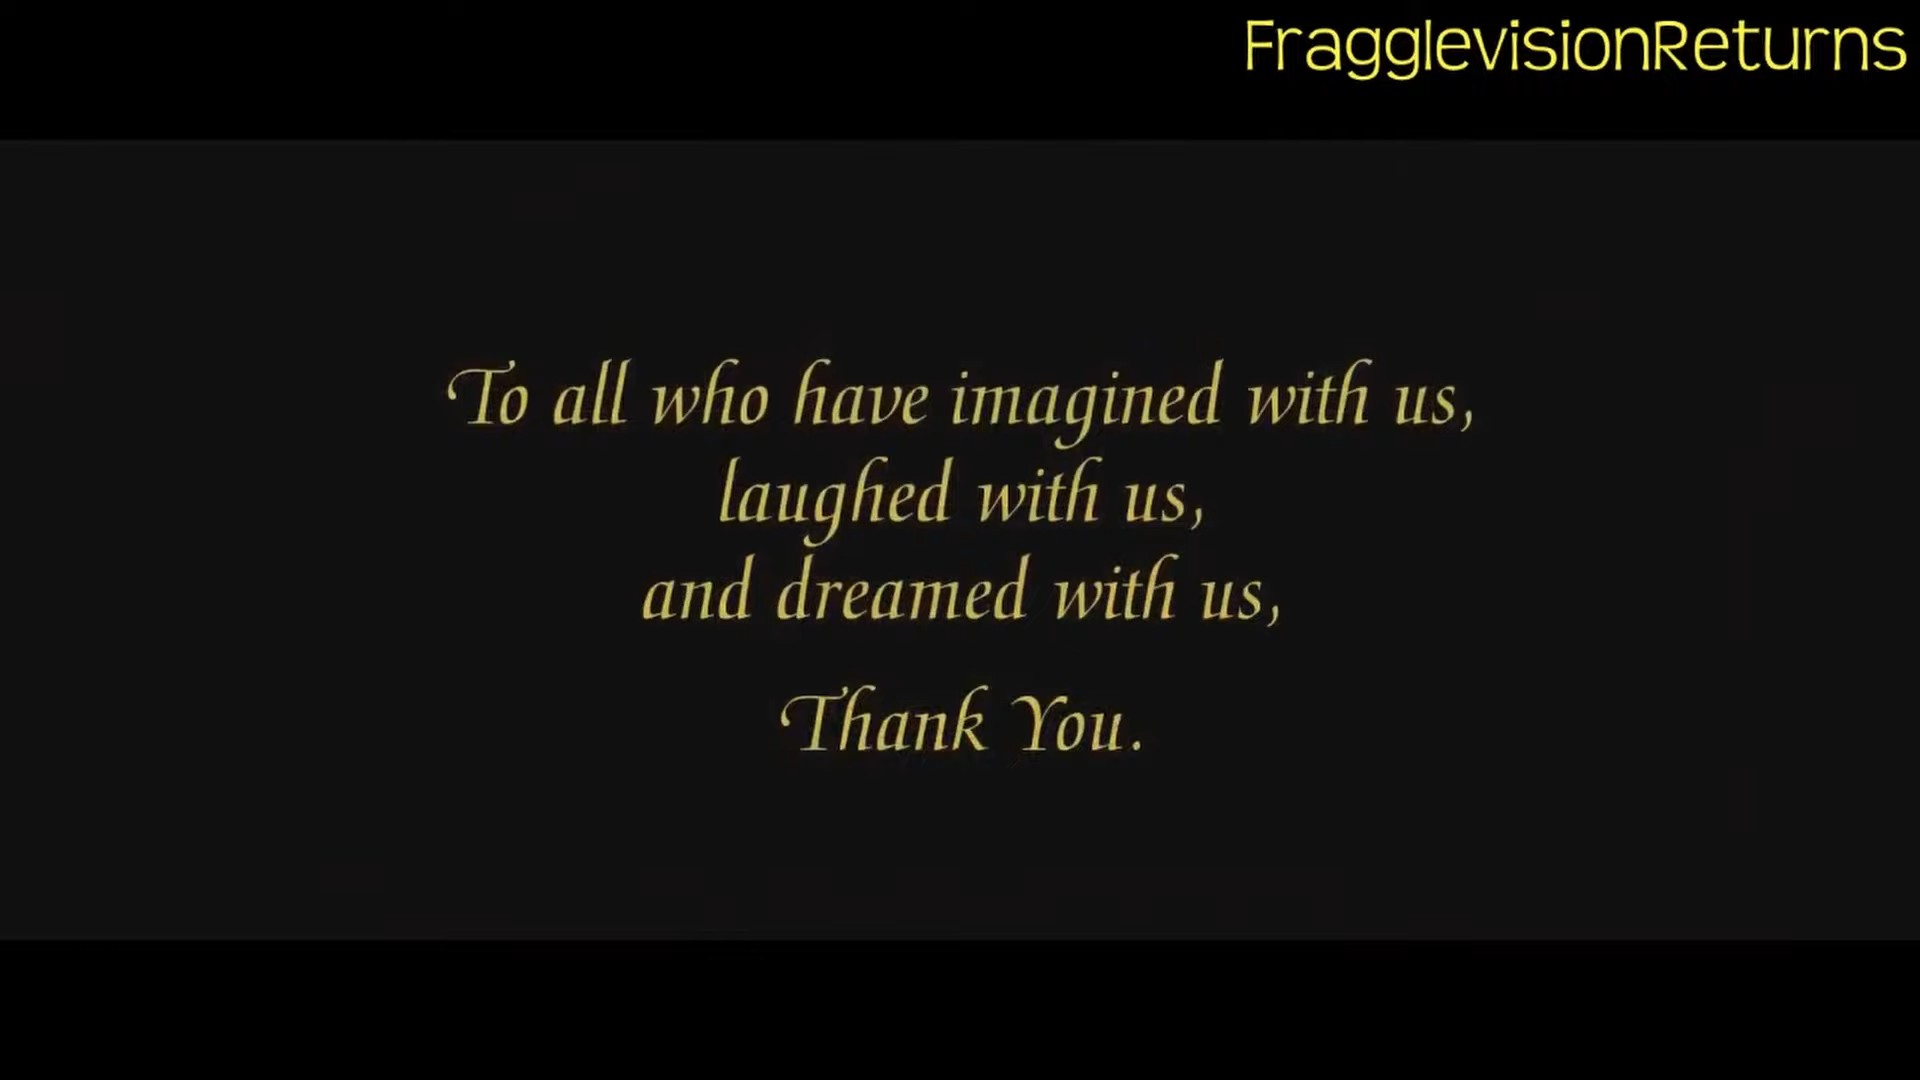 FragglevisionReturns
To all who have imagined with us,
laughed with us,
and dreamed with us,
Thank You.